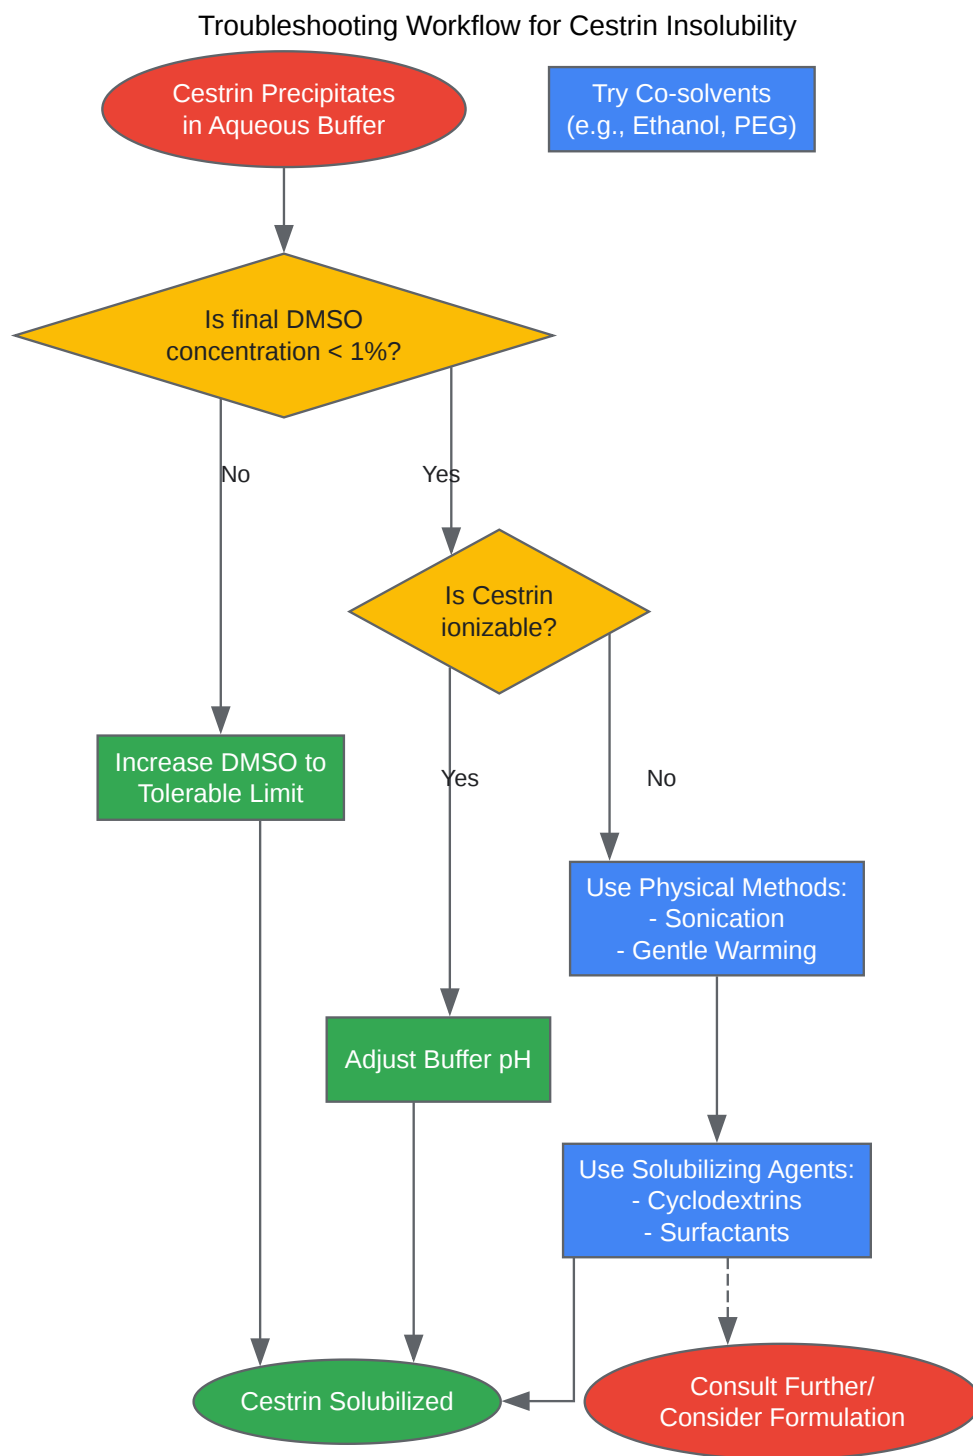 Troubleshooting Workflow for Cestrin Insolubility
Cestrin Precipitates
in Aqueous Buffer
Try Co-solvents
(e.g., Ethanol, PEG)
Is final DMSO
concentration < 1%?
No
Yes
Is Cestrin
ionizable?
Increase DMSO to
Tolerable Limit
Yes
No
Use Physical Methods:
- Sonication
- Gentle Warming
Adjust Buffer pH
Use Solubilizing Agents:
- Cyclodextrins
- Surfactants
Cestrin Solubilized
Consult Further/
Consider Formulation